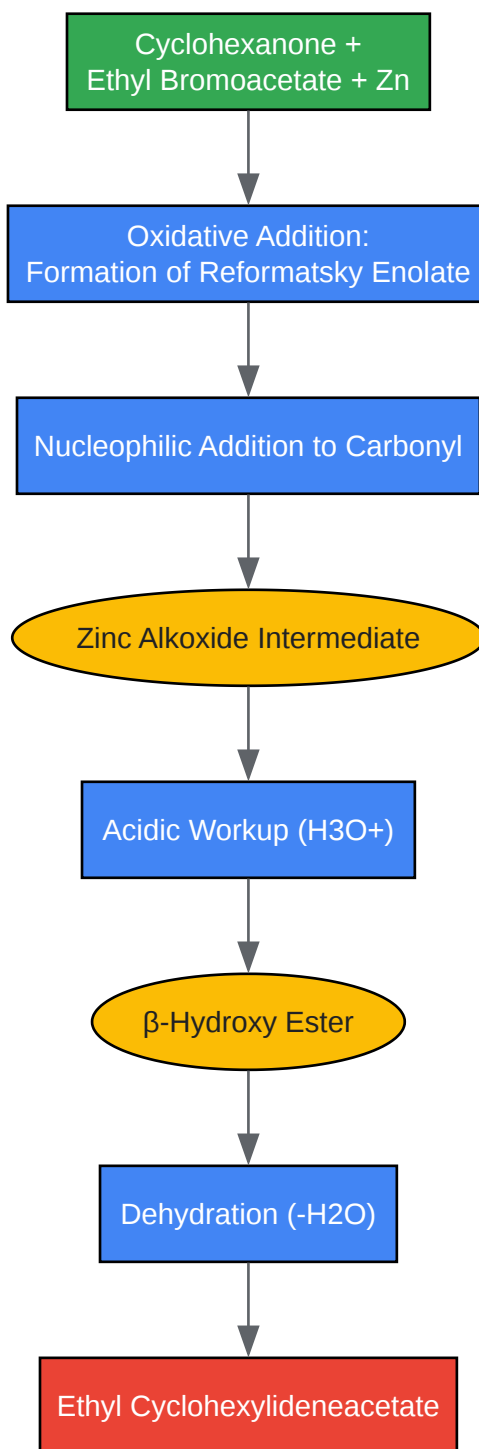 Cyclohexanone +
Ethyl Bromoacetate + Zn
Oxidative Addition:
Formation of Reformatsky Enolate
Nucleophilic Addition to Carbonyl
Zinc Alkoxide Intermediate
Acidic Workup (H3O+)
β-Hydroxy Ester
Dehydration (-H2O)
Ethyl Cyclohexylideneacetate